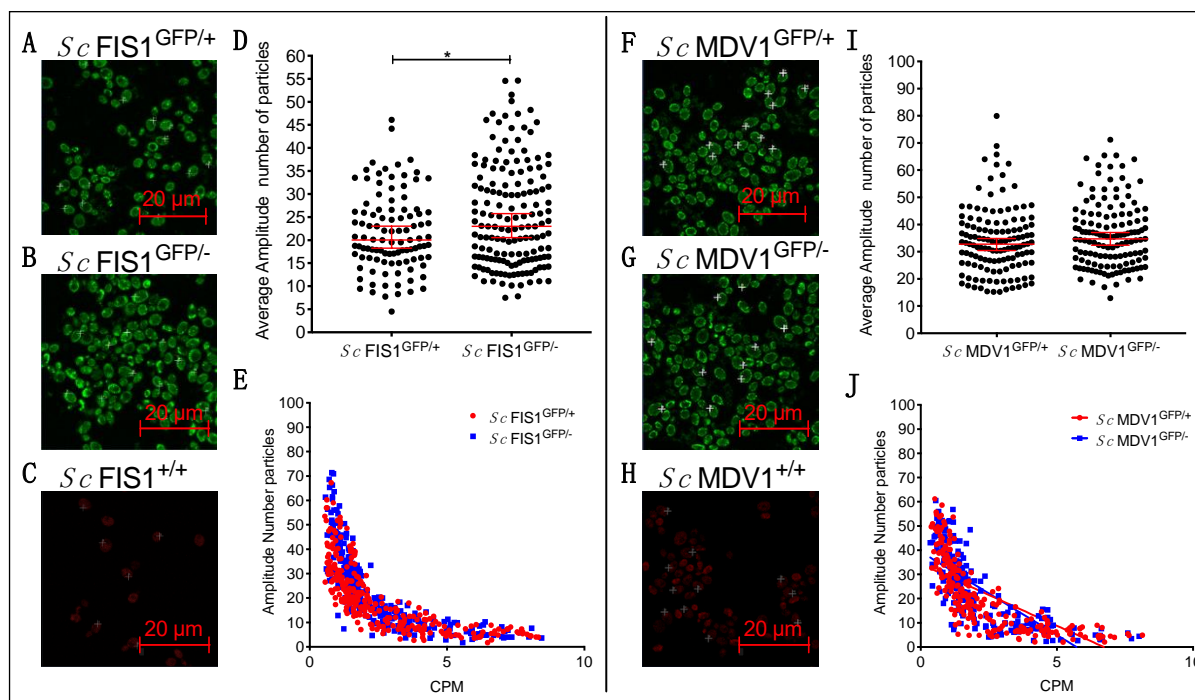 A Sc FIS1GFP/+
20 µm
B Sc FIS1GFP/-
20 µm
C Sc FIS1+/+
20 µm
D
*
Average Amplitude number of particles
60
55
50
45
40
35
30
25
20
15
10
5
0
Sc FIS1GFP/+ Sc FIS1GFP/-
E
Sc FIS1GFP/+
Sc FIS1GFP/-
Amplitude Number particles
100
90
80
70
60
50
40
30
20
10
0
0 5 10
CPM
F Sc MDV1GFP/+
20 µm
G Sc MDV1GFP/-
20 µm
H Sc MDV1+/+
20 µm
I
Average Amplitude number of particles
100
90
80
70
60
50
40
30
20
10
0
Sc MDV1GFP/+ Sc MDV1GFP/-
J
Sc MDV1GFP/+
Sc MDV1GFP/-
Amplitude Number particles
100
90
80
70
60
50
40
30
20
10
0
0 5 10
CPM